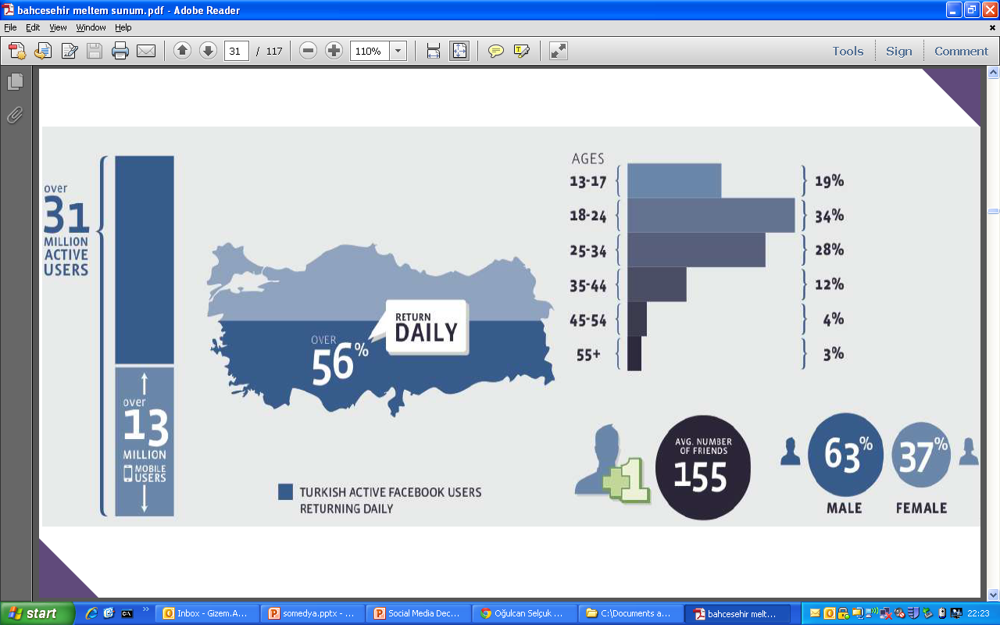 bahcesehir meltem sunum.pdf - Adobe Reader
File Edit View Window Help
31 / 117 110% Tools Sign Comment
over
31
MILLION
ACTIVE
USERS
over
13
MILLION
MOBILE
USERS
OVER
56%
RETURN
DAILY
TURKISH ACTIVE FACEBOOK USERS
RETURNING DAILY
AGES
13-17 19%
18-24 34%
25-34 28%
35-44 12%
45-54 4%
55+ 3%
+1
AVG. NUMBER
OF FRIENDS
155
63% 37%
MALE FEMALE
start Inbox - Gizem.A... somedya.pptx - ... Social Media Dec... Oğulcan Selçuk ... C:\Documents a... bahcesehir melt... 22:23